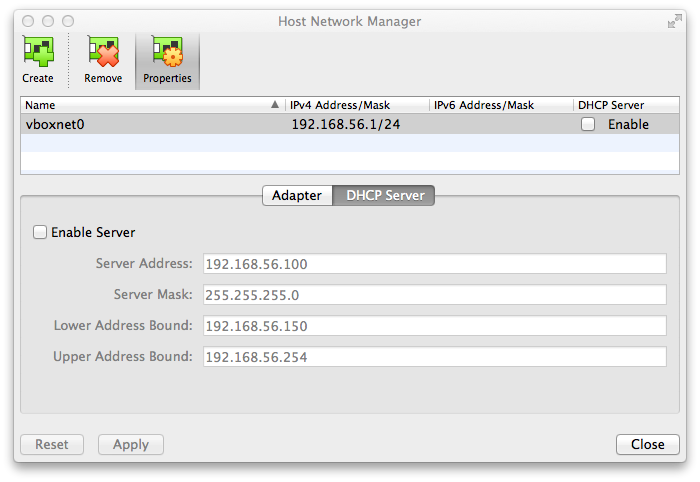 Host Network Manager
Create Remove Properties
Name IPv4 Address/Mask IPv6 Address/Mask DHCP Server
vboxnet0 192.168.56.1/24 Enable
Adapter DHCP Server
Enable Server
Server Address: 192.168.56.100
Server Mask: 255.255.255.0
Lower Address Bound: 192.168.56.150
Upper Address Bound: 192.168.56.254
Reset Apply Close